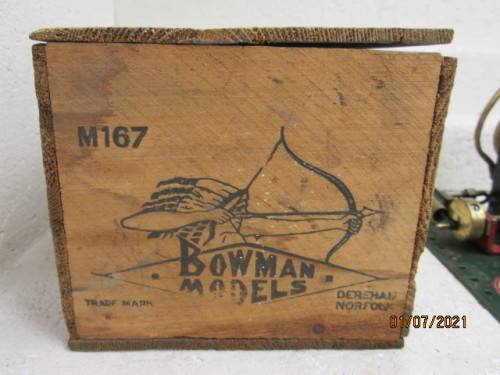 M167
BOWMAN
MODELS
TRADE MARK
DEREHAM
NORFOLK
01/07/2021